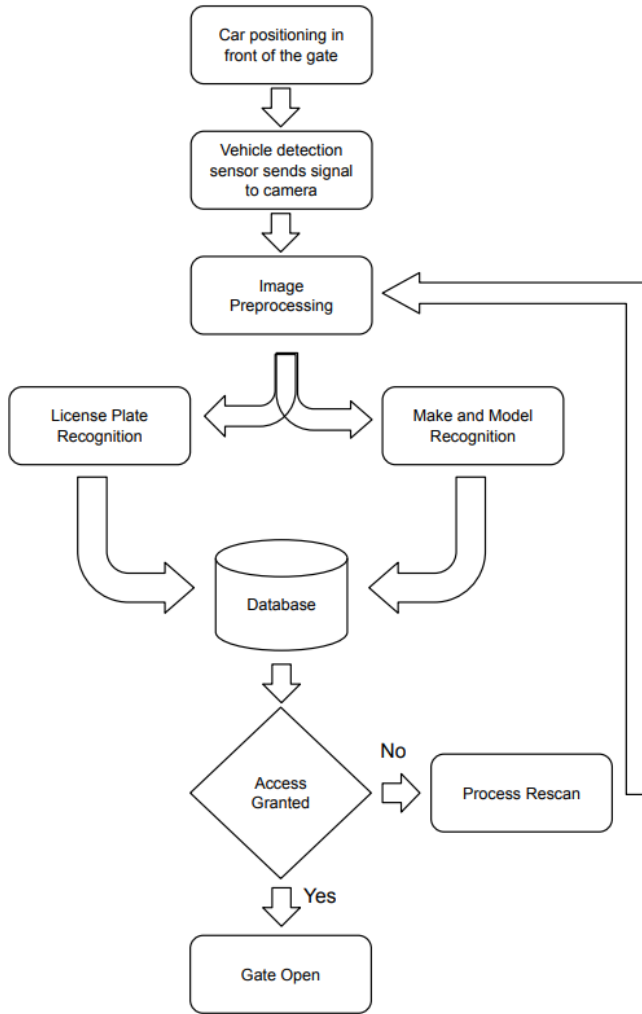 Car positioning in
front of the gate
Vehicle detection
sensor sends signal
to camera
Image
Preprocessing
License Plate
Recognition
Make and Model
Recognition
Database
Access
Granted
No
Process Rescan
Yes
Gate Open